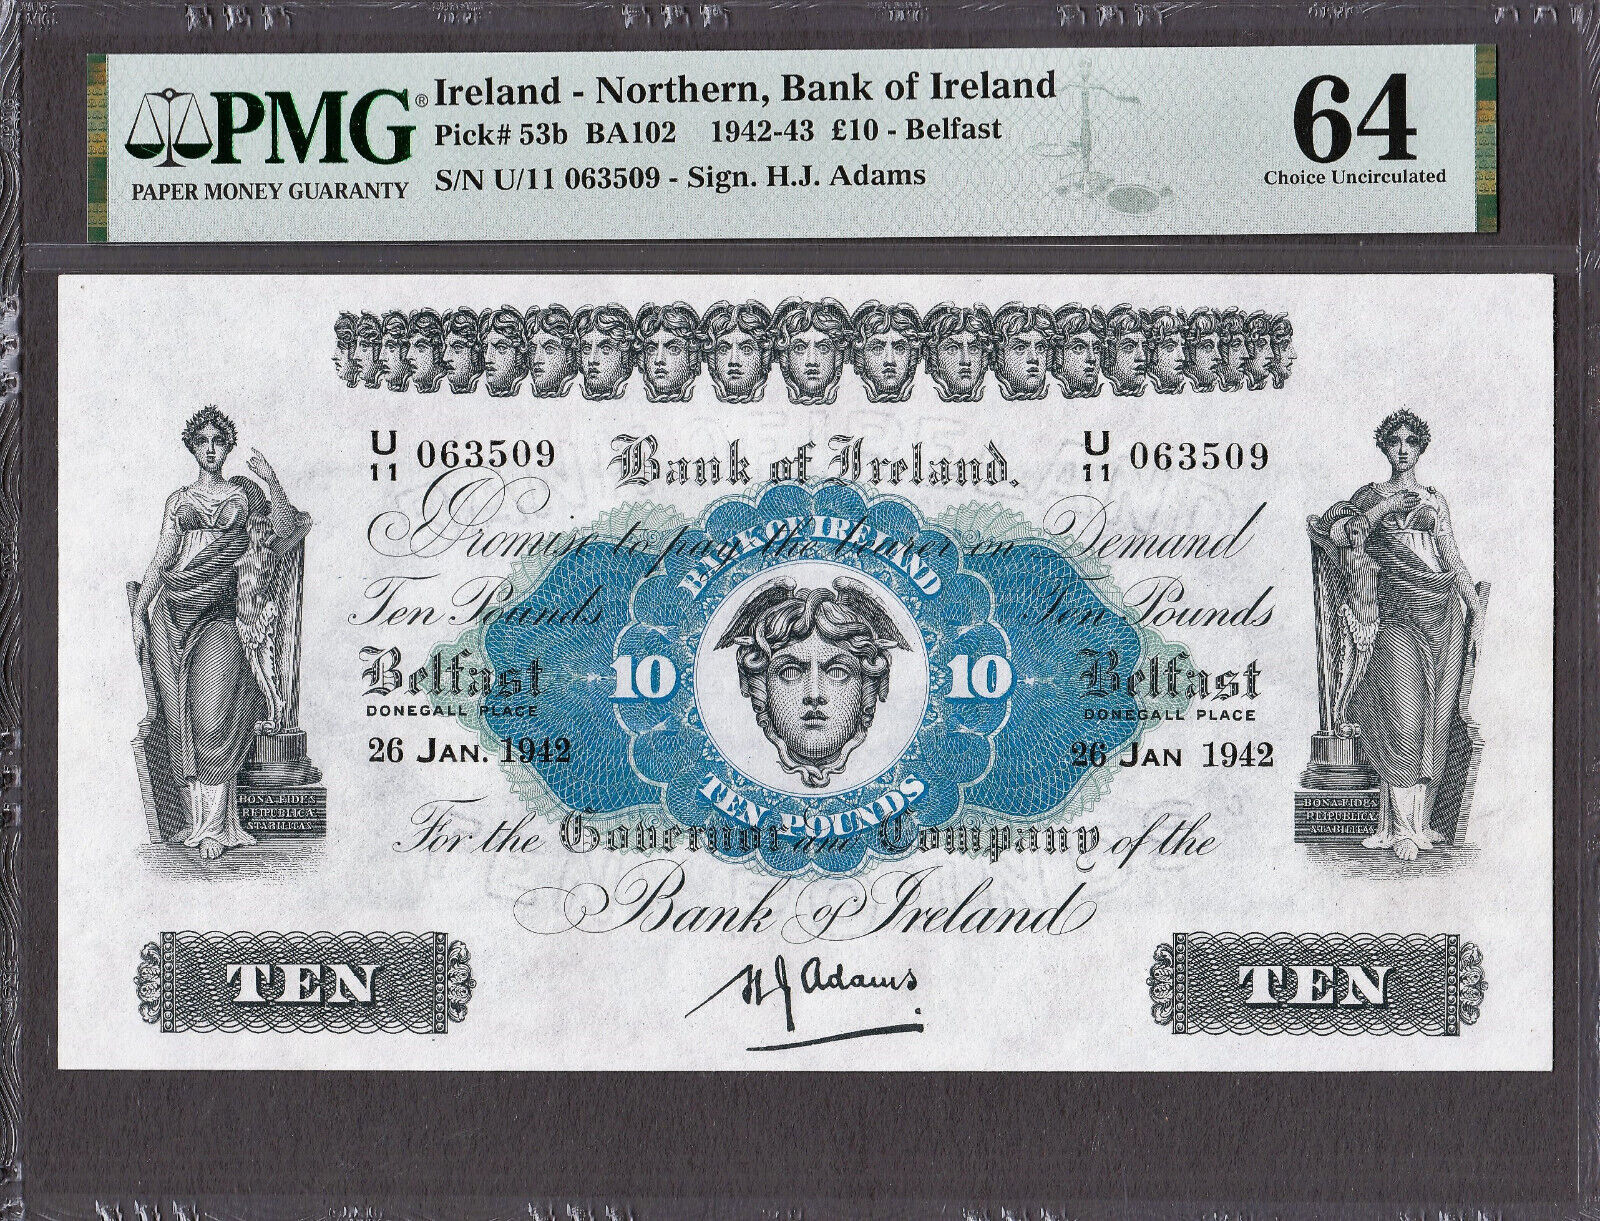 PMG®
PAPER MONEY GUARANTY
Ireland - Northern, Bank of Ireland
Pick# 53b BA102 1942-43 £10 - Belfast
S/N U/11 063509 - Sign. H.J. Adams
64
Choice Uncirculated
U/11 063509
Bank of Ireland.
U/11 063509
Promise to pay the bearer on Demand
BANK OF IRELAND
Ten Pounds
Ten Pounds
Belfast
10
10
Belfast
DONEGALL PLACE
DONEGALL PLACE
26 JAN. 1942
26 JAN 1942
TEN POUNDS
BONA FIDES
REIPUBLICA
STABILITAS
BONA FIDES
REIPUBLICA
STABILITAS
For the Governor and Company of the
Bank of Ireland
H J Adams
TEN
TEN